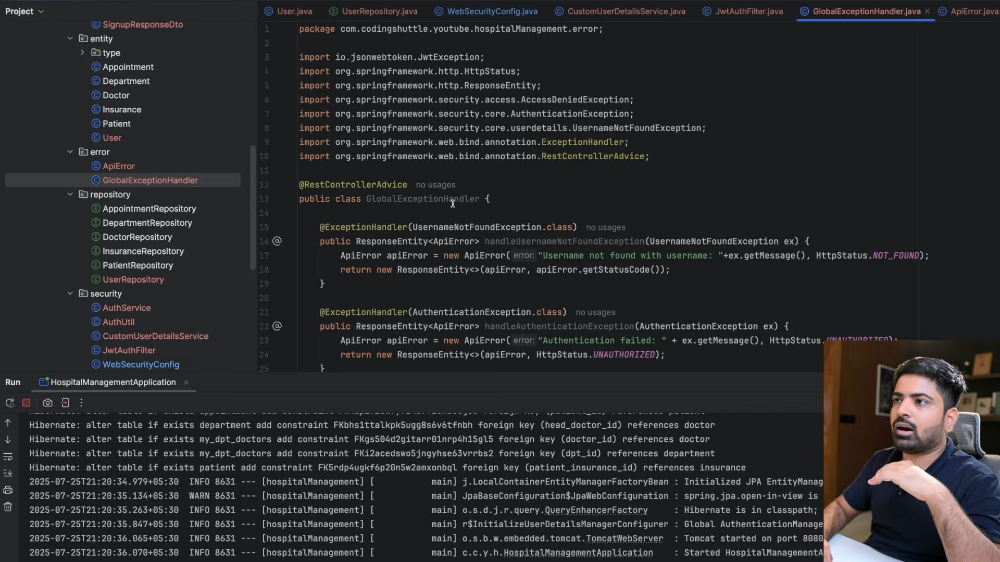 Project
User.java
UserRepository.java
WebSecurityConfig.java
CustomUserDetailsService.java
JwtAuthFilter.java
GlobalExceptionHandler.java
ApiError.java
SignupResponseDto
entity
type
Appointment
Department
Doctor
Insurance
Patient
User
error
ApiError
GlobalExceptionHandler
repository
AppointmentRepository
DepartmentRepository
DoctorRepository
InsuranceRepository
PatientRepository
UserRepository
security
AuthService
AuthUtil
CustomUserDetailsService
JwtAuthFilter
WebSecurityConfig
1 package com.codingshuttle.youtube.hospitalManagement.error;
2
3 import io.jsonwebtoken.JwtException;
4 import org.springframework.http.HttpStatus;
5 import org.springframework.http.ResponseEntity;
6 import org.springframework.security.access.AccessDeniedException;
7 import org.springframework.security.core.AuthenticationException;
8 import org.springframework.security.core.userdetails.UsernameNotFoundException;
9 import org.springframework.web.bind.annotation.ExceptionHandler;
10 import org.springframework.web.bind.annotation.RestControllerAdvice;
11
12 @RestControllerAdvice no usages
13 public class GlobalExceptionHandler {
14
15 @ExceptionHandler(UsernameNotFoundException.class) no usages
16 public ResponseEntity<ApiError> handleUsernameNotFoundException(UsernameNotFoundException ex) {
17 ApiError apiError = new ApiError( error: "Username not found with username: "+ex.getMessage(), HttpStatus.NOT_FOUND);
18 return new ResponseEntity<>(apiError, apiError.getStatusCode());
19 }
20
21 @ExceptionHandler(AuthenticationException.class) no usages
22 public ResponseEntity<ApiError> handleAuthenticationException(AuthenticationException ex) {
23 ApiError apiError = new ApiError( error: "Authentication failed: " + ex.getMessage(), HttpStatus.UNAUTHORIZED);
24 return new ResponseEntity<>(apiError, HttpStatus.UNAUTHORIZED);
25 }
Run HospitalManagementApplication
Hibernate: alter table if exists department add constraint FKbhs1ttalkpk5ugg8s6v6tfnbh foreign key (head_doctor_id) references doctor
Hibernate: alter table if exists my_dpt_doctors add constraint FKgs504d2gitarr01nrp4h15gl5 foreign key (doctor_id) references doctor
Hibernate: alter table if exists my_dpt_doctors add constraint FKi2acedswo5jngyhse63vrrbs2 foreign key (dpt_id) references department
Hibernate: alter table if exists patient add constraint FK5rdp4ugkf6p20n5w2amxonbql foreign key (patient_insurance_id) references insurance
2025-07-25T21:20:34.979+05:30 INFO 8631 --- [hospitalManagement] [ main] j.LocalContainerEntityManagerFactoryBean : Initialized JPA EntityManag
2025-07-25T21:20:35.134+05:30 WARN 8631 --- [hospitalManagement] [ main] JpaBaseConfiguration$JpaWebConfiguration : spring.jpa.open-in-view is
2025-07-25T21:20:35.263+05:30 INFO 8631 --- [hospitalManagement] [ main] o.s.d.j.r.query.QueryEnhancerFactory : Hibernate is in classpath;
2025-07-25T21:20:35.847+05:30 INFO 8631 --- [hospitalManagement] [ main] r$InitializeUserDetailsManagerConfigurer : Global AuthenticationManage
2025-07-25T21:20:36.065+05:30 INFO 8631 --- [hospitalManagement] [ main] o.s.b.w.embedded.tomcat.TomcatWebServer : Tomcat started on port 8080
2025-07-25T21:20:36.070+05:30 INFO 8631 --- [hospitalManagement] [ main] c.c.y.h.HospitalManagementApplication : Started HospitalManagementA